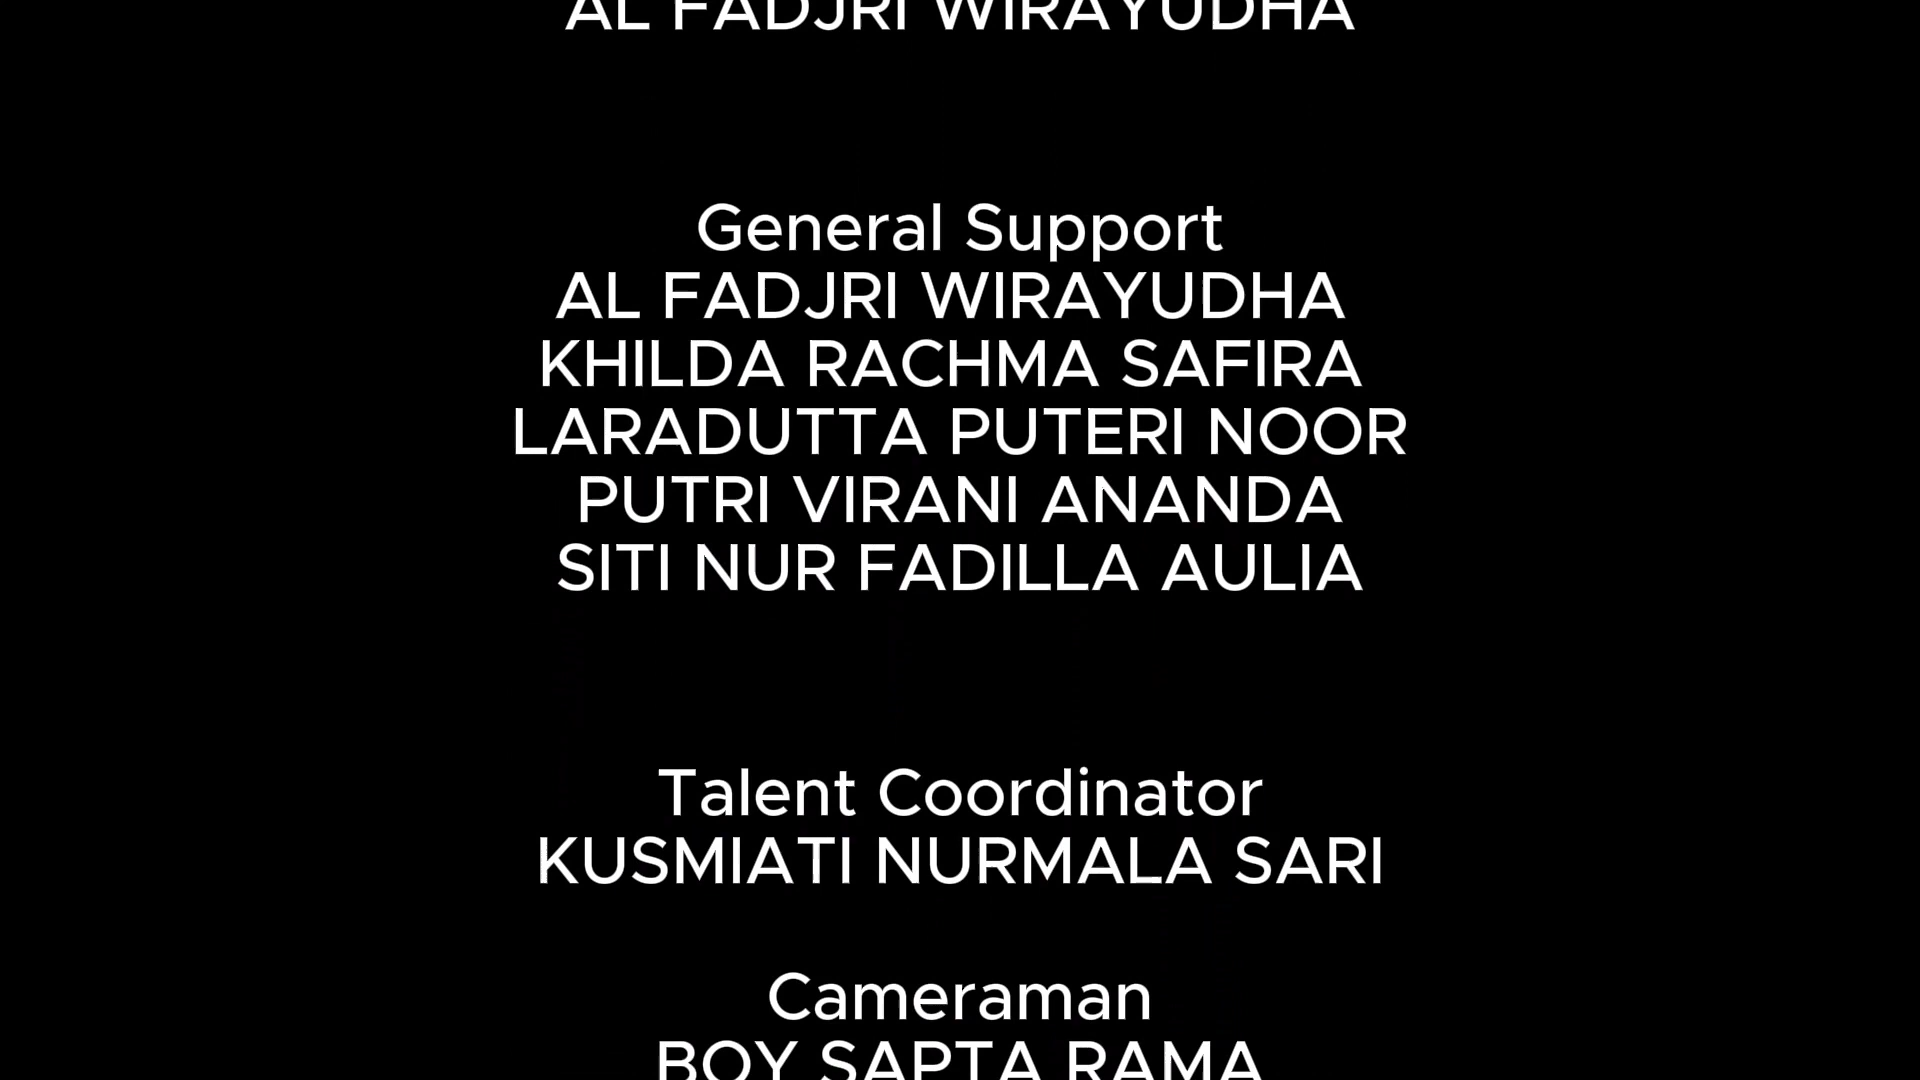 AL FADJRI WIRAYUDHA
General Support
AL FADJRI WIRAYUDHA
KHILDA RACHMA SAFIRA
LARADUTTA PUTERI NOOR
PUTRI VIRANI ANANDA
SITI NUR FADILLA AULIA
Talent Coordinator
KUSMIATI NURMALA SARI
Cameraman
BOY SAPTA RAMA